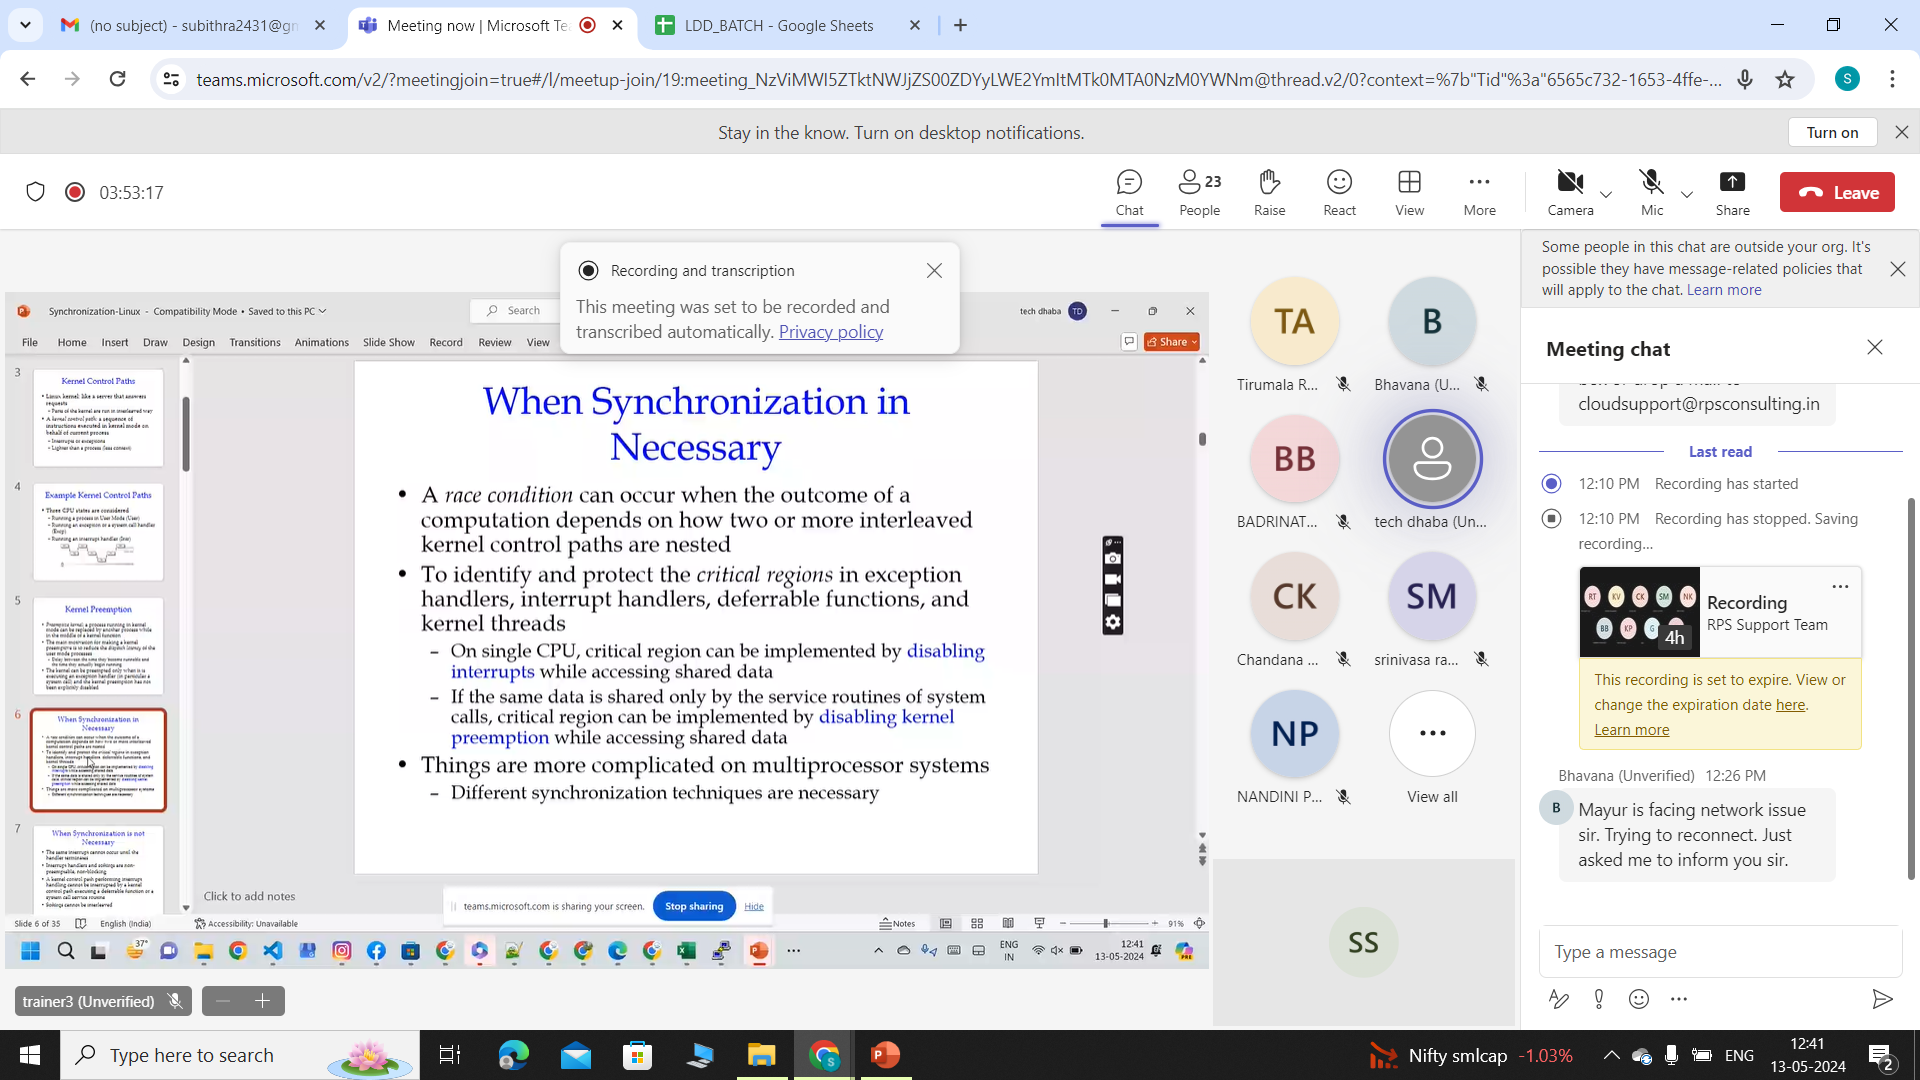 (no subject) - subithra2431@gm
Meeting now | Microsoft Te
LDD_BATCH - Google Sheets
teams.microsoft.com/v2/?meetingjoin=true#/l/meetup-join/19:meeting_NzViMWI5ZTktNWJjZS00ZDYyLWE2YmItMTk0MTA0NzM0YWNm@thread.v2/0?context=%7b"Tid"%3a"6565c732-1653-4ffe-...
S
Stay in the know. Turn on desktop notifications.
Turn on
03:53:17
Chat
People 23
Raise
React
View
More
Camera
Mic
Share
Leave
Recording and transcription
This meeting was set to be recorded and
transcribed automatically. Privacy policy
Synchronization-Linux - Compatibility Mode • Saved to this PC
Search
tech dhaba TD
File Home Insert Draw Design Transitions Animations Slide Show Record Review View
Share
3
Kernel Control Paths
4
Example Kernel Control Paths
5
Kernel Preemption
6
When Synchronization in
Necessary
7
When Synchronization is not
Necessary
When Synchronization in
Necessary
• A race condition can occur when the outcome of a
computation depends on how two or more interleaved
kernel control paths are nested
• To identify and protect the critical regions in exception
handlers, interrupt handlers, deferrable functions, and
kernel threads
– On single CPU, critical region can be implemented by disabling
interrupts while accessing shared data
– If the same data is shared only by the service routines of system
calls, critical region can be implemented by disabling kernel
preemption while accessing shared data
• Things are more complicated on multiprocessor systems
– Different synchronization techniques are necessary
Click to add notes
teams.microsoft.com is sharing your screen.
Stop sharing
Hide
Slide 6 of 35
English (India)
Accessibility: Unavailable
Notes
91%
37°
ENG
IN
12:41
13-05-2024
trainer3 (Unverified)
TA
Tirumala R...
B
Bhavana (U...
BB
BADRINAT...
tech dhaba (Un...
CK
Chandana ...
SM
srinivasa ra...
NP
NANDINI P...
View all
SS
Some people in this chat are outside your org. It's
possible they have message-related policies that
will apply to the chat. Learn more
Meeting chat
cloudsupport@rpsconsulting.in
Last read
12:10 PM Recording has started
12:10 PM Recording has stopped. Saving
recording...
RT KV CK SM NK
BB KP G
4h
Recording
RPS Support Team
This recording is set to expire. View or
change the expiration date here.
Learn more
Bhavana (Unverified) 12:26 PM
B
Mayur is facing network issue
sir. Trying to reconnect. Just
asked me to inform you sir.
Type a message
Type here to search
Nifty smlcap -1.03%
ENG
12:41
13-05-2024
2